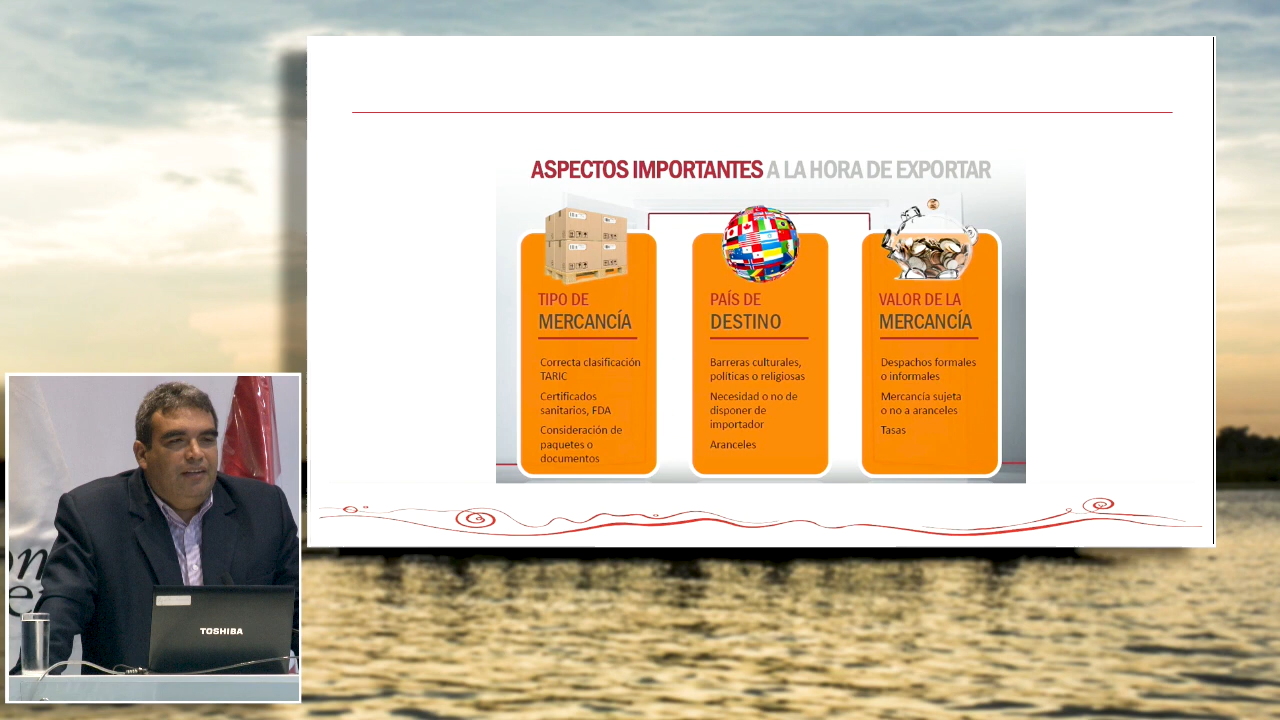 ASPECTOS IMPORTANTES A LA HORA DE EXPORTAR
TIPO DE
MERCANCÍA
Correcta clasificación
TARIC
Certificados
sanitarios, FDA
Consideración de
paquetes o
documentos
PAÍS DE
DESTINO
Barreras culturales,
políticas o religiosas
Necesidad o no de
disponer de
importador
Aranceles
VALOR DE LA
MERCANCÍA
Despachos formales
o informales
Mercancía sujeta
o no a aranceles
Tasas
TOSHIBA